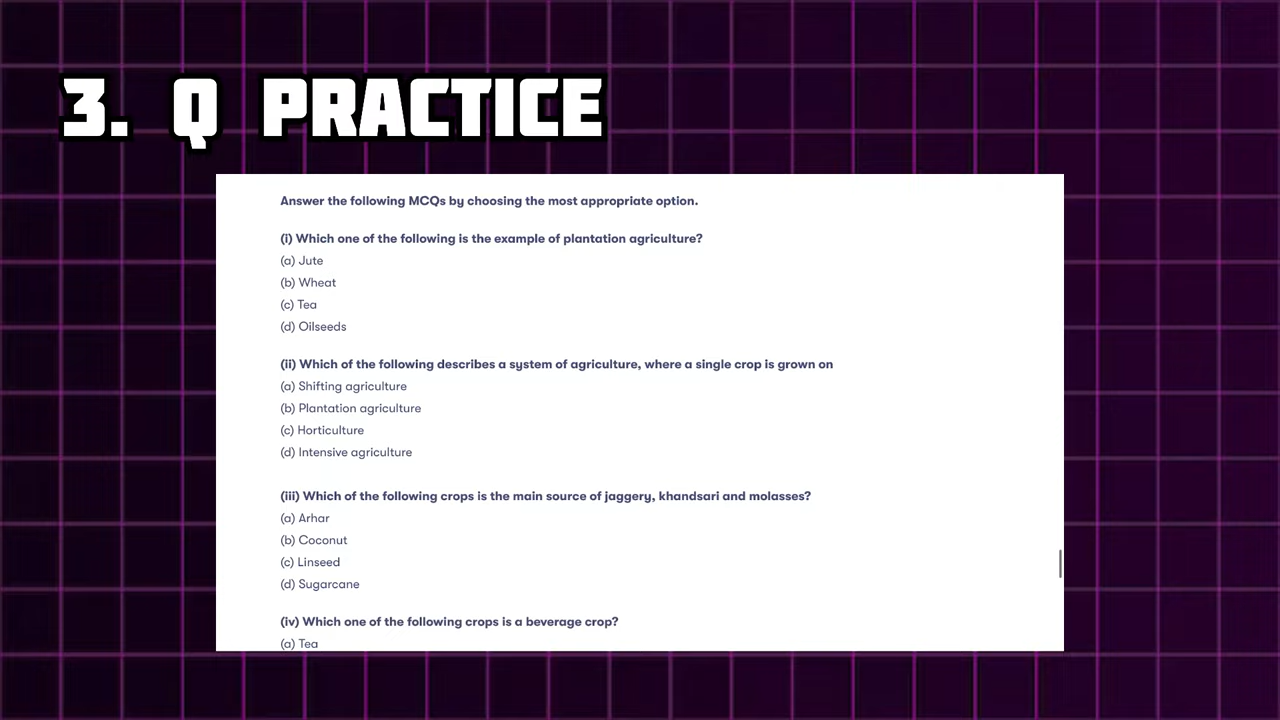 3. Q PRACTICE
Answer the following MCQs by choosing the most appropriate option.
(i) Which one of the following is the example of plantation agriculture?
(a) Jute
(b) Wheat
(c) Tea
(d) Oilseeds
(ii) Which of the following describes a system of agriculture, where a single crop is grown on
(a) Shifting agriculture
(b) Plantation agriculture
(c) Horticulture
(d) Intensive agriculture
(iii) Which of the following crops is the main source of jaggery, khandsari and molasses?
(a) Arhar
(b) Coconut
(c) Linseed
(d) Sugarcane
(iv) Which one of the following crops is a beverage crop?
(a) Tea